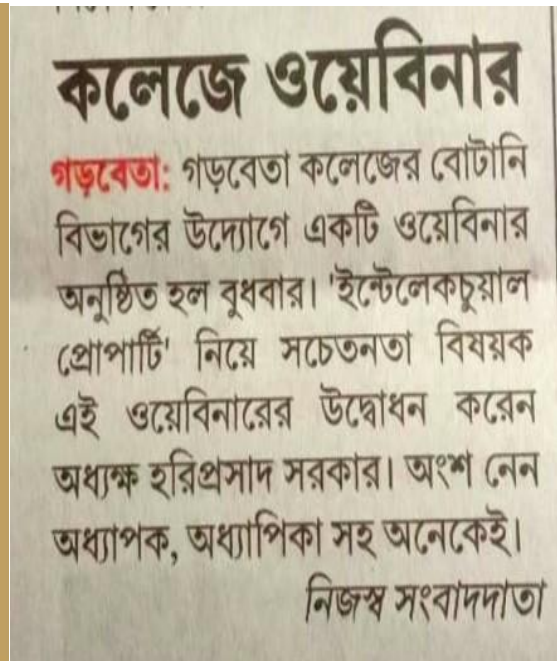 কলেজে ওয়েবিনার
গড়বেতা: গড়বেতা কলেজের বোটানি
বিভাগের উদ্যোগে একটি ওয়েবিনার
অনুষ্ঠিত হল বুধবার। 'ইন্টেলেকচুয়াল
প্রোপার্টি' নিয়ে সচেতনতা বিষয়ক
এই ওয়েবিনারের উদ্বোধন করেন
অধ্যক্ষ হরিপ্রসাদ সরকার। অংশ নেন
অধ্যাপক, অধ্যাপিকা সহ অনেকেই।
নিজস্ব সংবাদদাতা